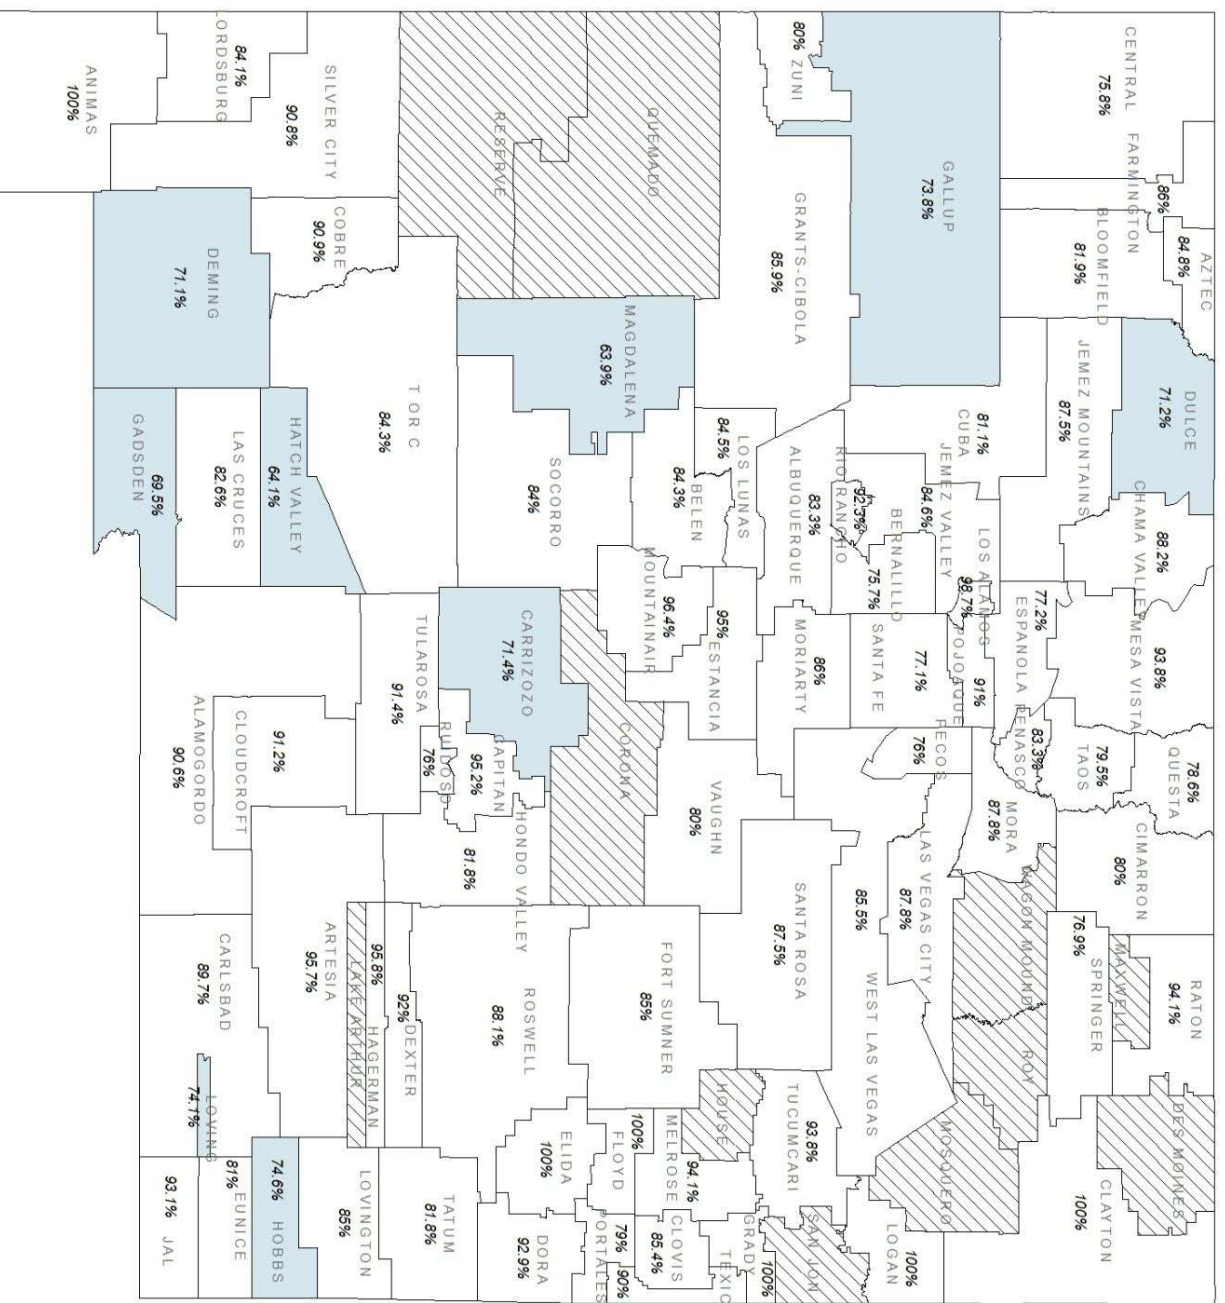 CENTRAL
75.8%
FARMINGTON
86%
AZTEC
84.8%
BLOOMFIELD
81.9%
DULCE
71.2%
JEMEZ MOUNTAINS
87.5%
CHAMA VALLEY
88.2%
MESA VISTA
93.8%
QUESTA
78.6%
TAOS
79.5%
PENASCO
83.3%
CIMARRON
80%
RATON
94.1%
MAXWELL
SPRINGER
76.9%
DES MOINES
CLAYTON
100%
ZUNI
80%
GALLUP
73.8%
GRANTS-CIBOLA
85.9%
CUBA
81.1%
JEMEZ VALLEY
84.6%
LOS ALAMOS
98.7%
ESPANOLA
77.2%
POJOAQUE
91%
RIO RANCHO
92.3%
BERNALILLO
75.7%
SANTA FE
77.1%
PECOS
76%
MORA
87.8%
WAGON MOUND
ROY
MOSQUERO
LAS VEGAS CITY
87.8%
WEST LAS VEGAS
85.5%
LOGAN
100%
ALBUQUERQUE
83.3%
MORIARTY
86%
LOS LUNAS
84.5%
BELEN
84.3%
ESTANCIA
95%
MOUNTAINAIR
96.4%
VAUGHN
80%
SANTA ROSA
87.5%
TUCUMCARI
93.8%
SAN JON
HOUSE
GRADY
100%
QUEMADO
RESERVE
MAGDALENA
63.9%
SOCORRO
84%
CORONA
FORT SUMNER
85%
MELROSE
94.1%
FLOYD
100%
CLOVIS
85.4%
TEXIC
PORTALES
79%
90%
ELIDA
100%
DORA
92.9%
CARRIZOZO
71.4%
CAPITAN
95.2%
RUIDOSO
76%
HONDO VALLEY
81.8%
ROSWELL
88.1%
T OR C
84.3%
TULAROSA
91.4%
DEXTER
92%
HAGERMAN
95.8%
LAKE ARTHUR
TATUM
81.8%
SILVER CITY
90.8%
COBRE
90.9%
LORDSBURG
84.1%
ANIMAS
100%
DEMING
71.1%
HATCH VALLEY
64.1%
LAS CRUCES
82.6%
GADSDEN
69.5%
CLOUDCROFT
91.2%
ALAMOGORDO
90.6%
ARTESIA
95.7%
CARLSBAD
89.7%
LOVING
74.1%
LOVINGTON
85%
HOBBS
74.6%
EUNICE
81%
JAL
93.1%